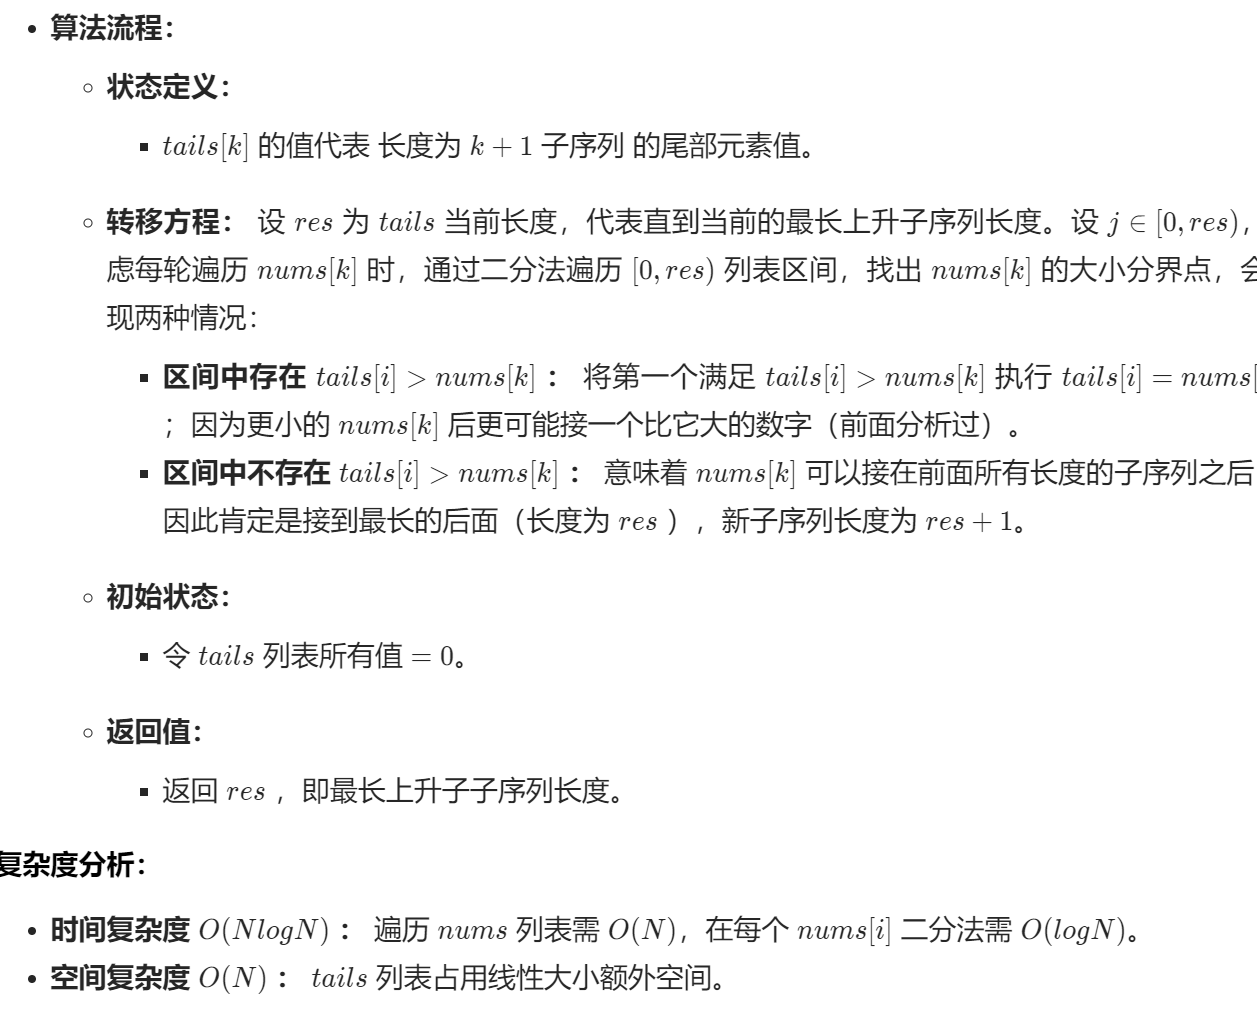 算法流程：
状态定义：
tails[k] 的值代表 长度为 k + 1 子序列 的尾部元素值。
转移方程： 设 res 为 tails 当前长度，代表直到当前的最长上升子序列长度。设 j ∈ [0, res)，
虑每轮遍历 nums[k] 时，通过二分法遍历 [0, res) 列表区间，找出 nums[k] 的大小分界点，会
现两种情况：
区间中存在 tails[i] > nums[k] ： 将第一个满足 tails[i] > nums[k] 执行 tails[i] = nums[
；因为更小的 nums[k] 后更可能接一个比它大的数字（前面分析过）。
区间中不存在 tails[i] > nums[k] ： 意味着 nums[k] 可以接在前面所有长度的子序列之后
因此肯定是接到最长的后面（长度为 res ），新子序列长度为 res + 1。
初始状态：
令 tails 列表所有值 = 0。
返回值：
返回 res ，即最长上升子子序列长度。
复杂度分析：
时间复杂度 O(NlogN) ： 遍历 nums 列表需 O(N)，在每个 nums[i] 二分法需 O(logN)。
空间复杂度 O(N) ： tails 列表占用线性大小额外空间。